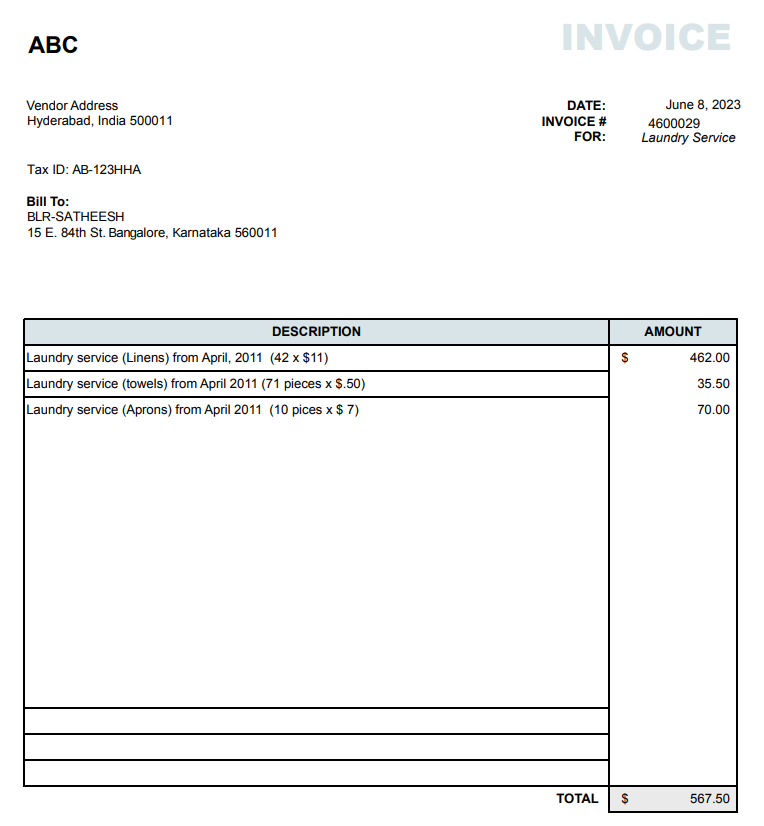 ABC
INVOICE
Vendor Address
Hyderabad, India 500011
DATE: June 8, 2023
INVOICE # 4600029
FOR: Laundry Service
Tax ID: AB-123HHA
Bill To:
BLR-SATHEESH
15 E. 84th St. Bangalore, Karnataka 560011
DESCRIPTION AMOUNT
Laundry service (Linens) from April, 2011 (42 x $11) $ 462.00
Laundry service (towels) from April 2011 (71 pieces x $.50) 35.50
Laundry service (Aprons) from April 2011 (10 pices x $ 7) 70.00
TOTAL $ 567.50